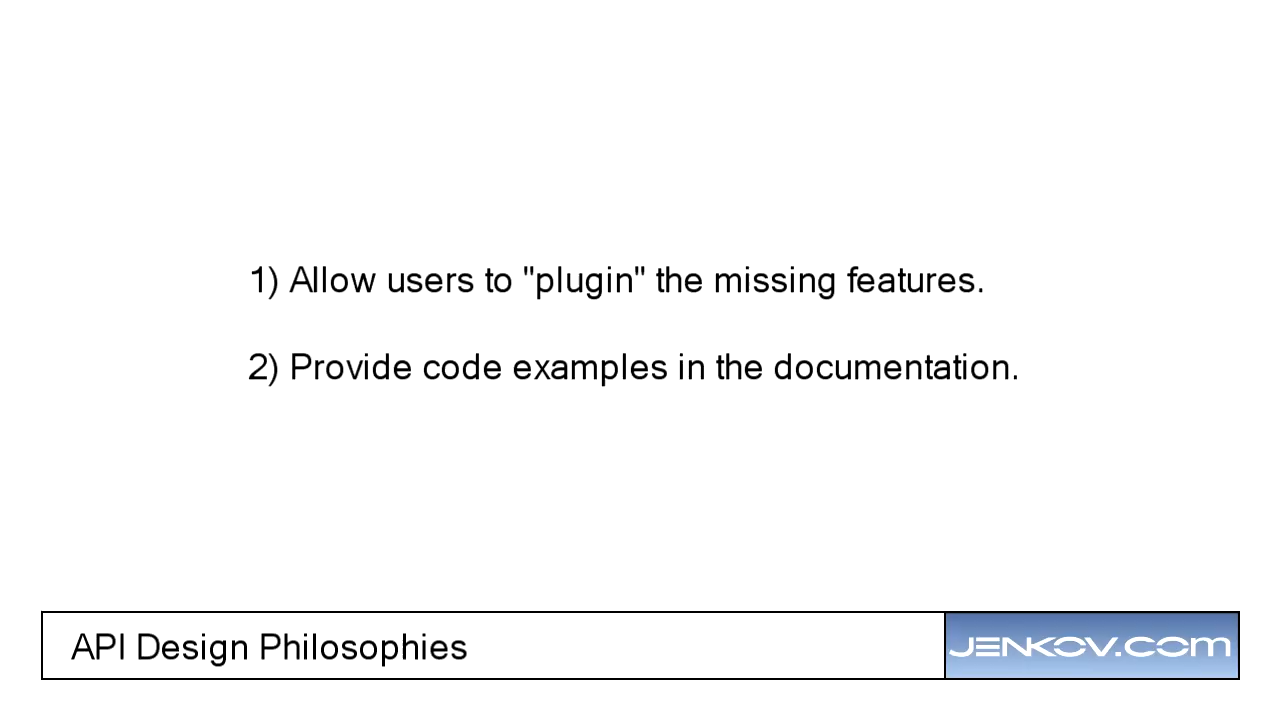 1) Allow users to "plugin" the missing features.
2) Provide code examples in the documentation.
API Design Philosophies
JENKOV.COM